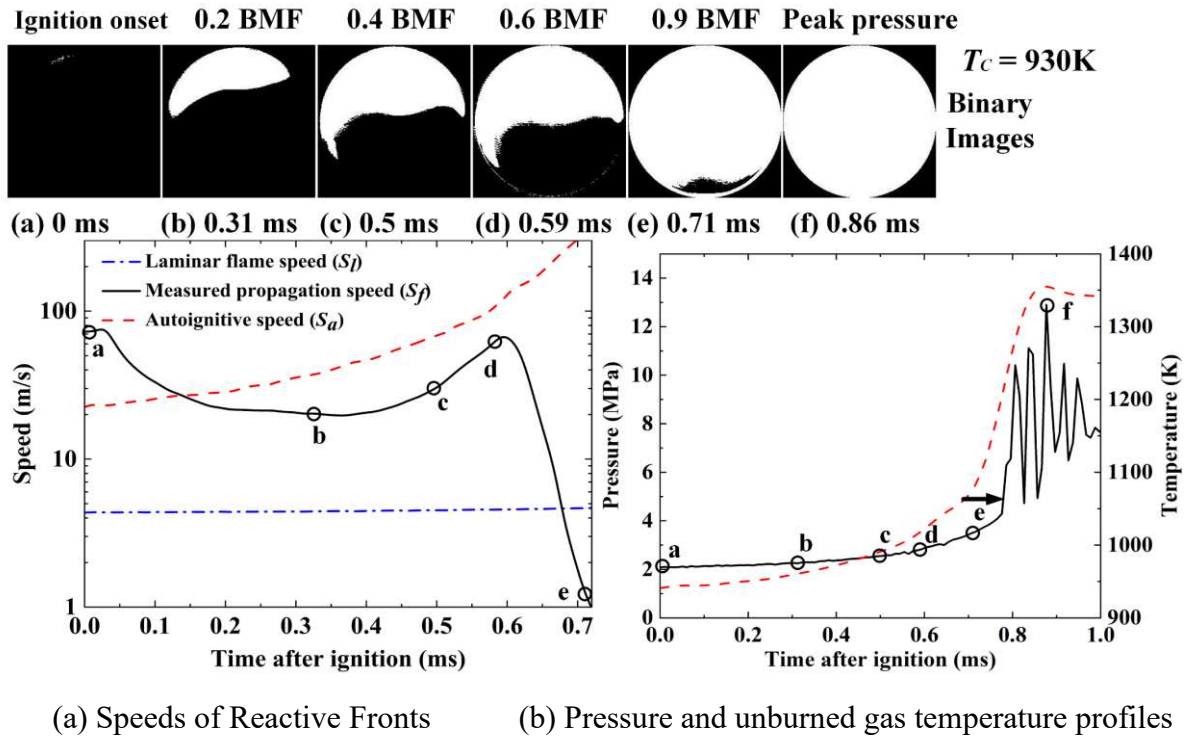 Ignition onset 0.2 BMF 0.4 BMF 0.6 BMF 0.9 BMF Peak pressure
Tc = 930K
Binary
Images
(a) 0 ms (b) 0.31 ms (c) 0.5 ms (d) 0.59 ms (e) 0.71 ms (f) 0.86 ms
Laminar flame speed (Sl)
Measured propagation speed (Sf)
Autoignitive speed (Sa)
100
10
1
Speed (m/s)
a
b
c
d
e
0.0 0.1 0.2 0.3 0.4 0.5 0.6 0.7
Time after ignition (ms)
14
12
10
8
6
4
2
0
Pressure (MPa)
a
b
c
d
e
f
1400
1300
1200
1100
1000
900
Temperature (K)
0.0 0.2 0.4 0.6 0.8 1.0
Time after ignition (ms)
(a) Speeds of Reactive Fronts (b) Pressure and unburned gas temperature profiles